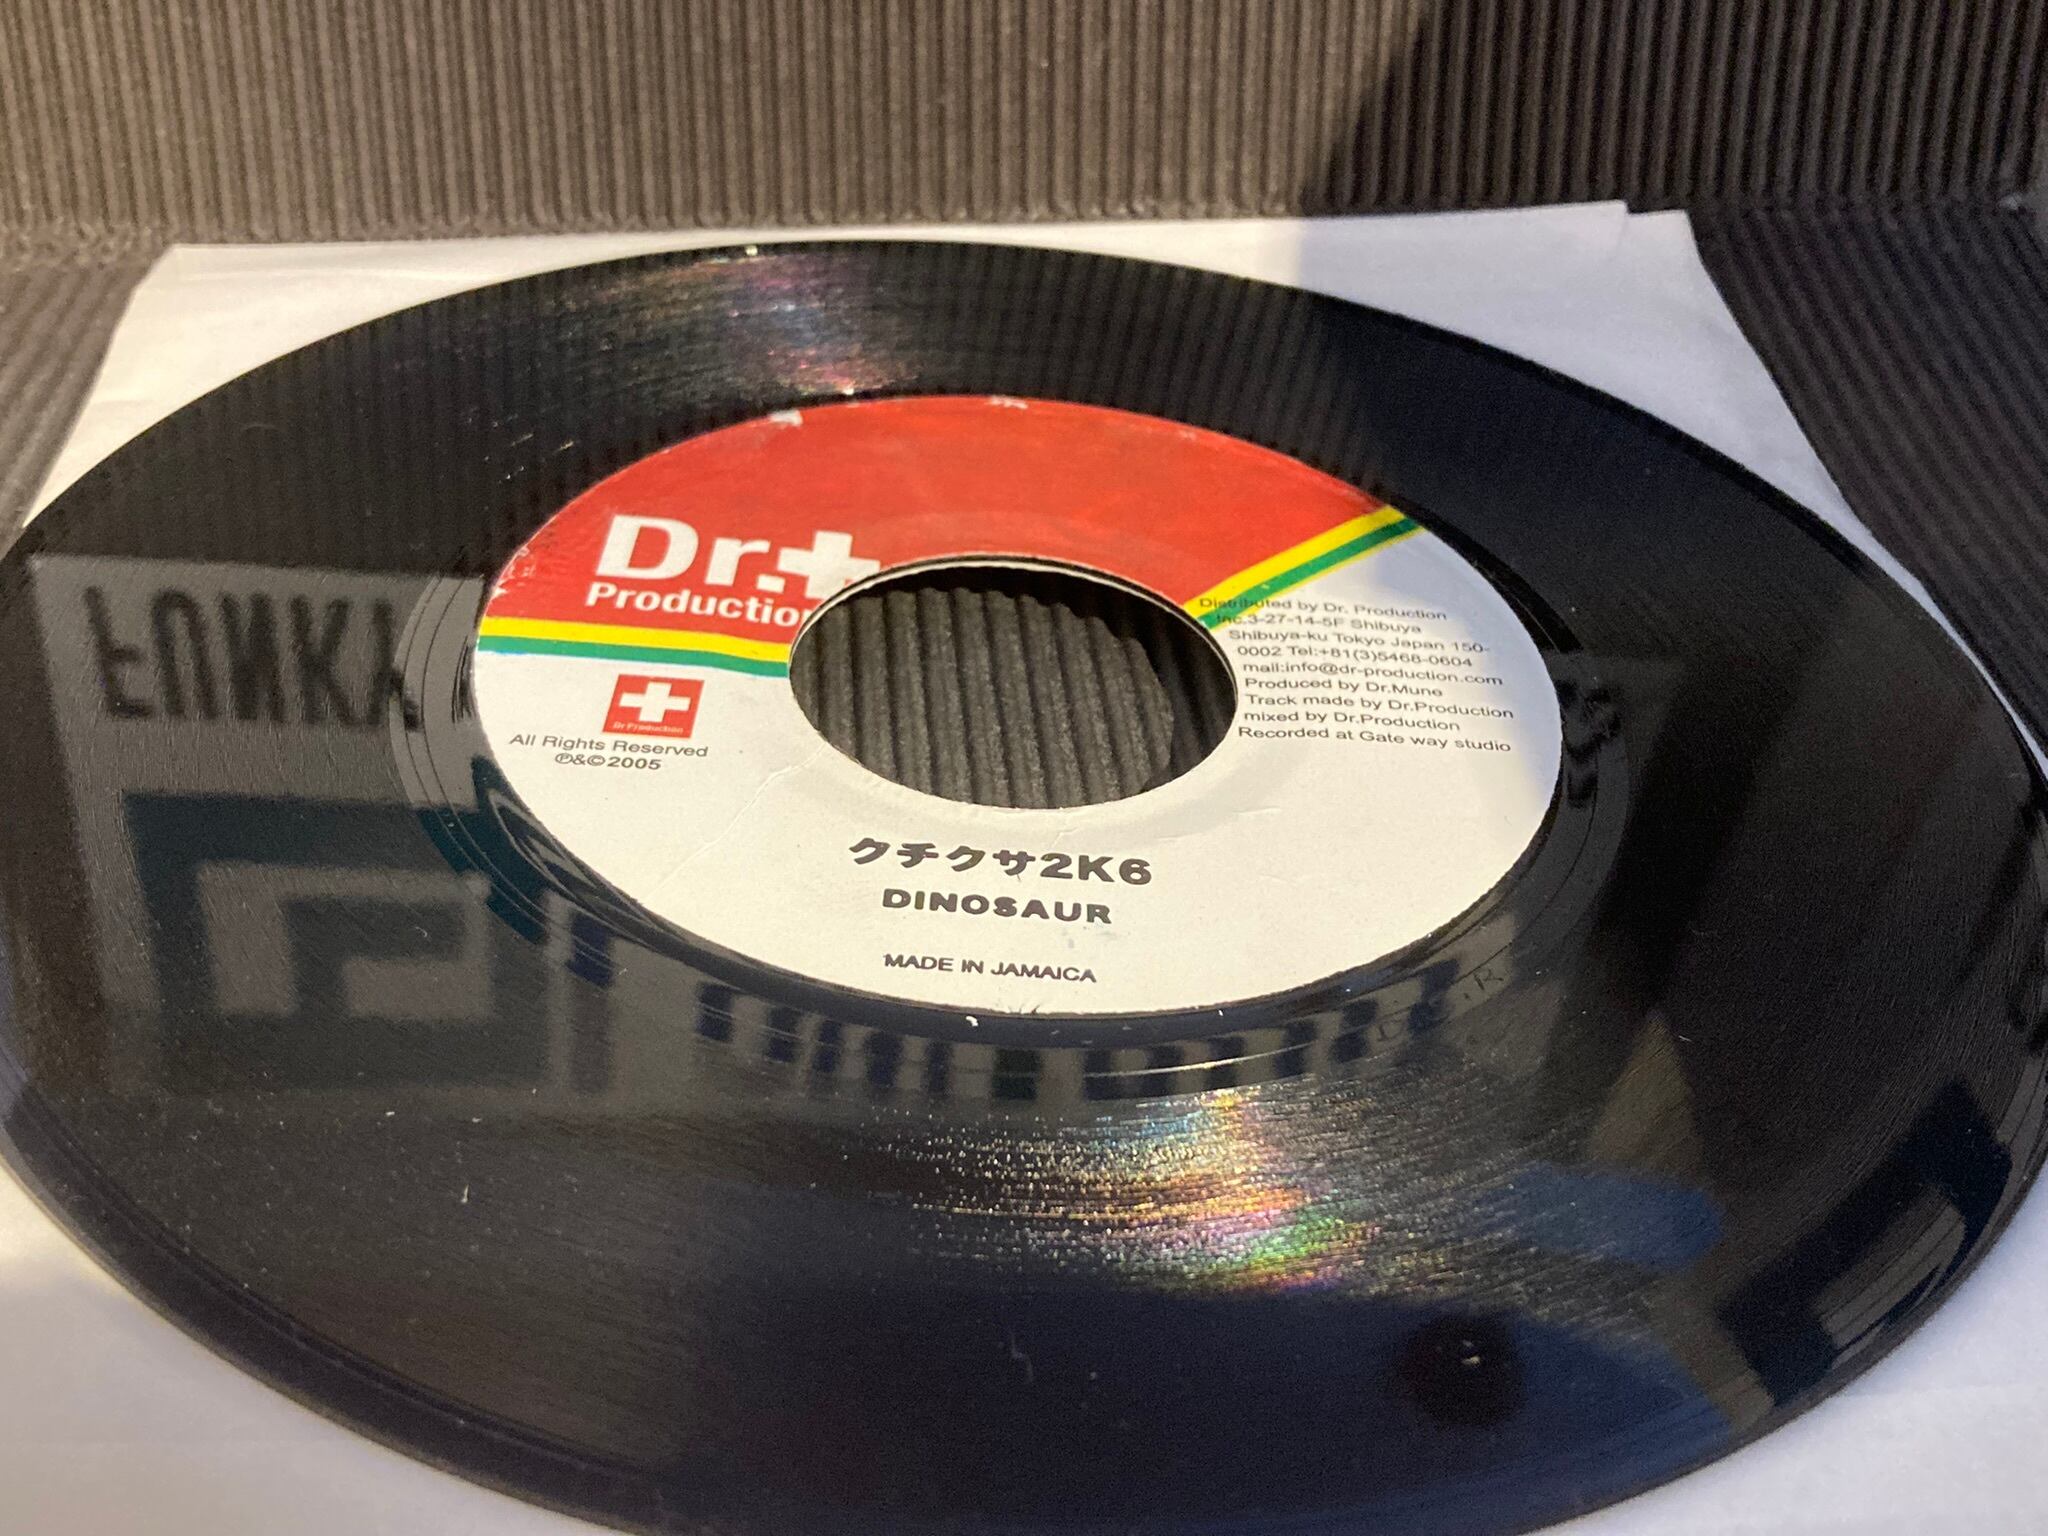 Dr.
Production
Distributed by Dr. Production
Inc.3-27-14-5F Shibuya
Shibuya-ku Tokyo Japan 150-
0002 Tel:+81(3)5468-0604
mail:info@dr-production.com
Produced by Dr.Mune
Track made by Dr.Production
mixed by Dr.Production
Recorded at Gate way studio
Dr.Production
All Rights Reserved
℗&©2005
クチクサ2K6
DINOSAUR
MADE IN JAMAICA
FUNKY